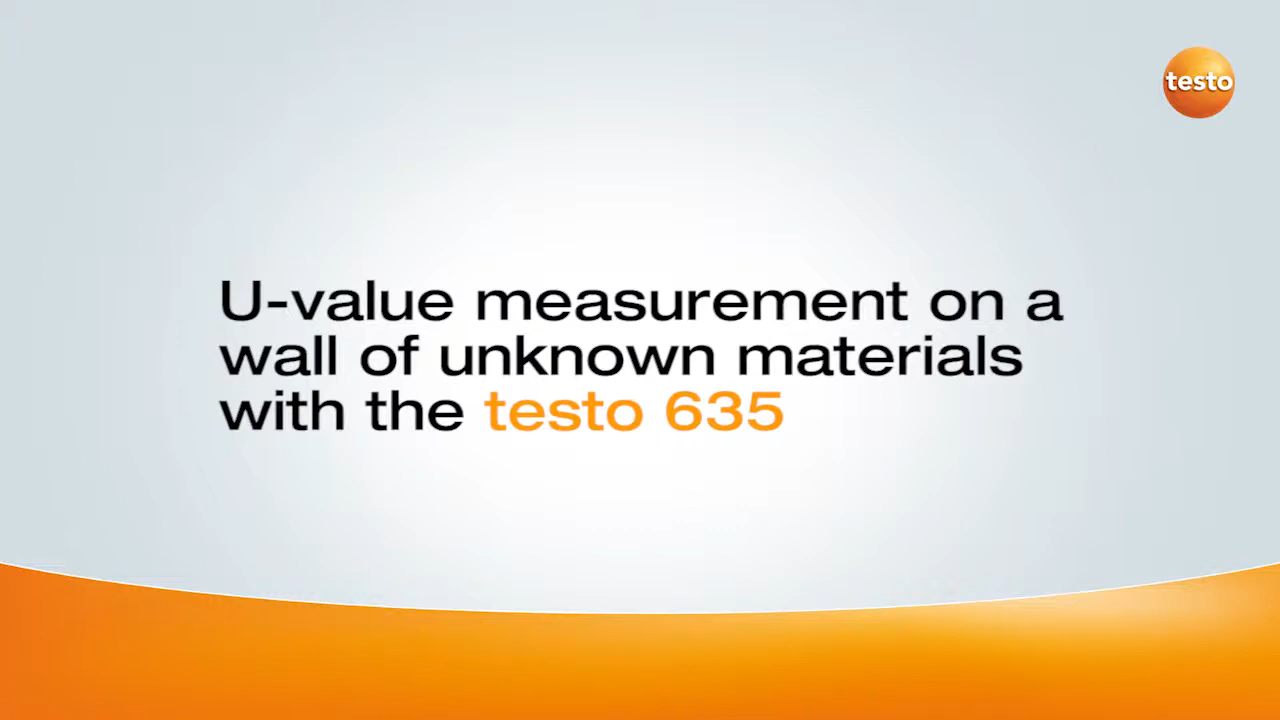 testo
U-value measurement on a
wall of unknown materials
with the testo 635